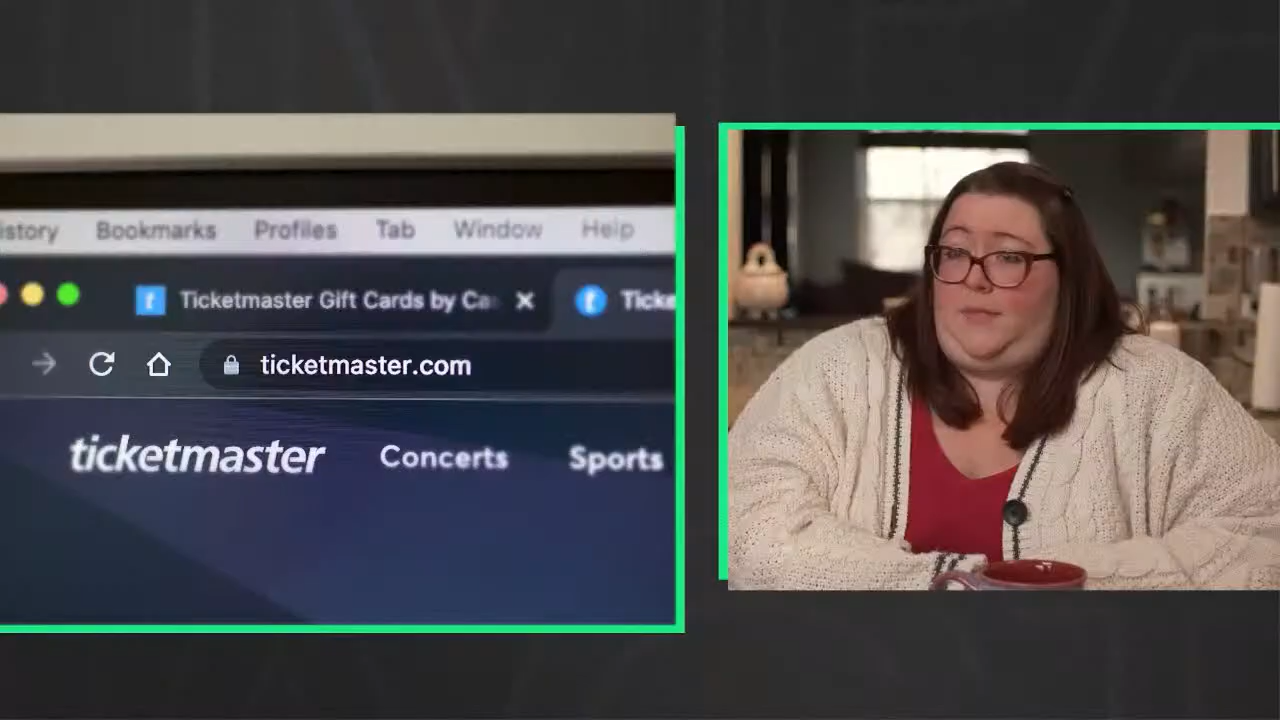 istory Bookmarks Profiles Tab Window Help
Ticketmaster Gift Cards by Ca Ticke
ticketmaster.com
ticketmaster Concerts Sports